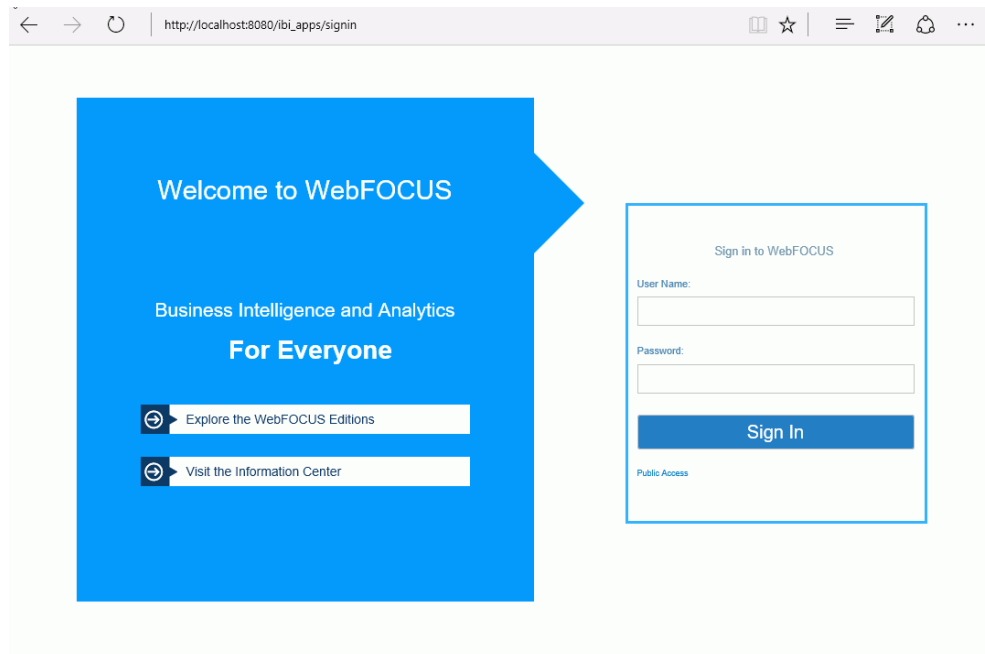 http://localhost:8080/ibi_apps/signin
Welcome to WebFOCUS
Business Intelligence and Analytics
For Everyone
Explore the WebFOCUS Editions
Visit the Information Center
Sign in to WebFOCUS
User Name:
Password:
Sign In
Public Access